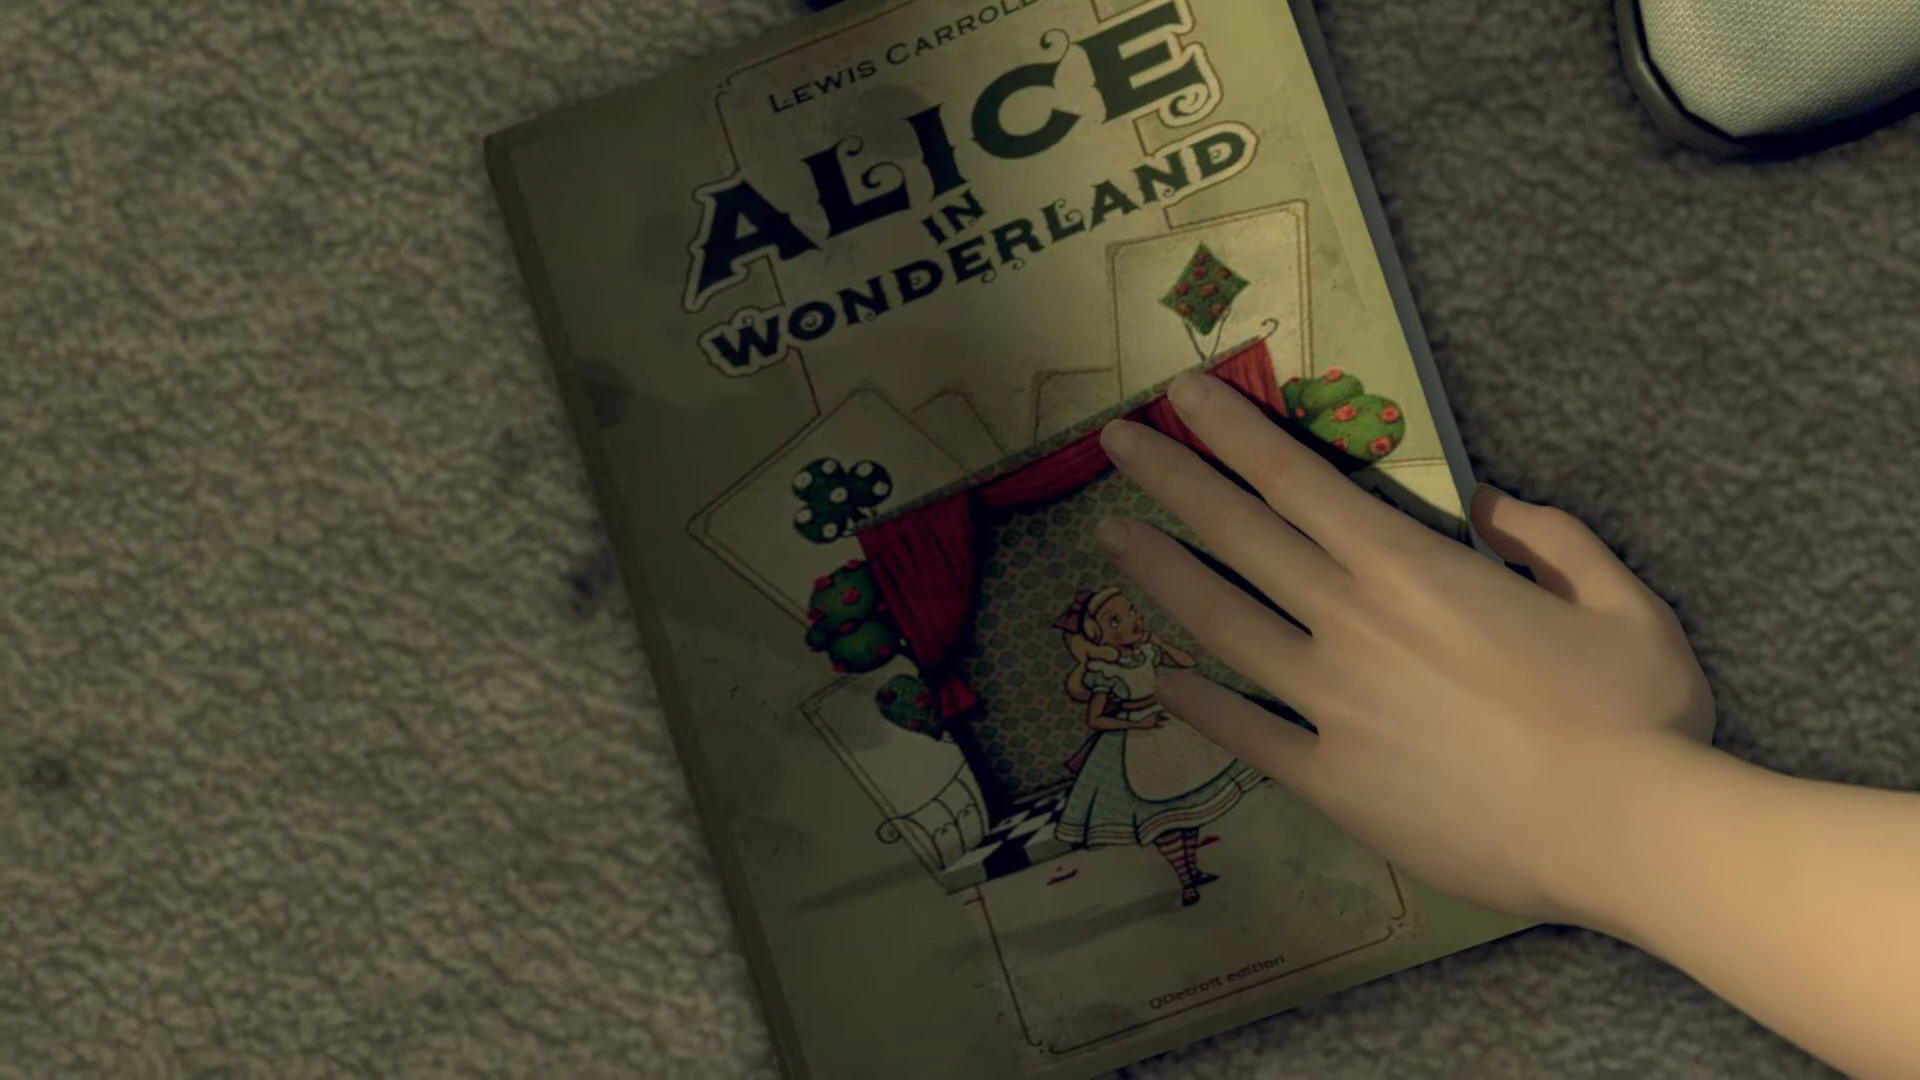 LEWIS CARROLL
ALICE
IN
WONDERLAND
QDetroit edition